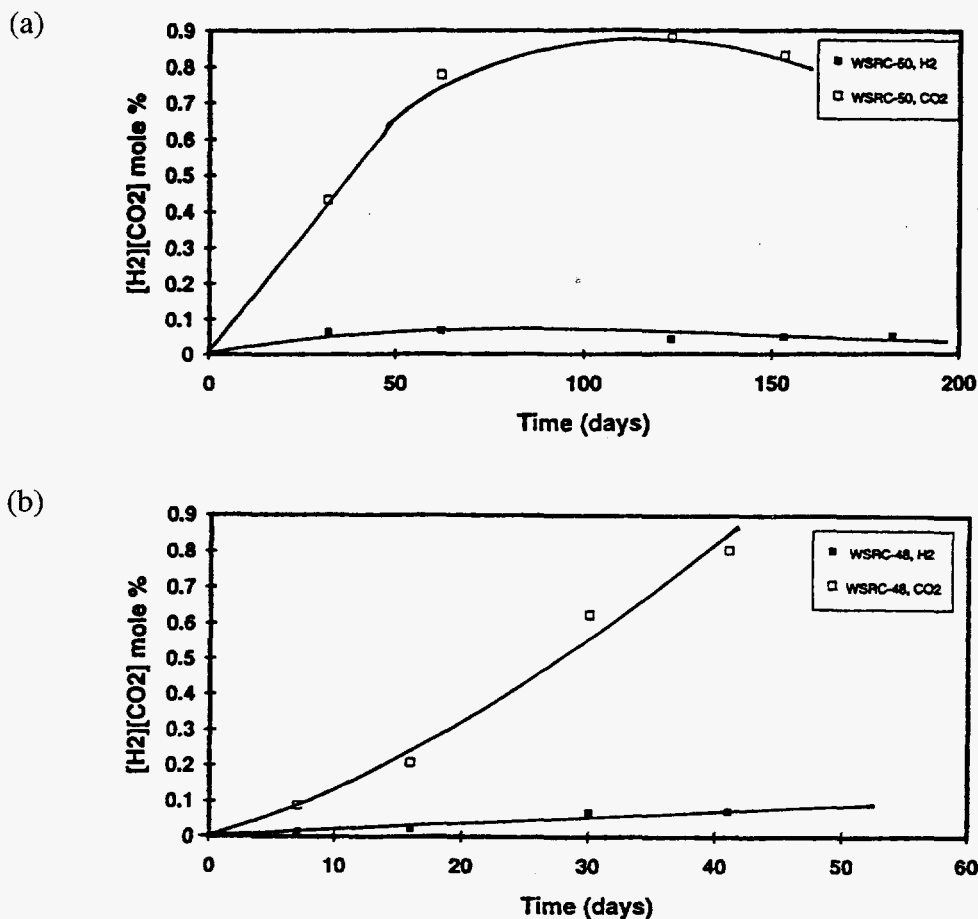 (a)
[H2][CO2] mole %
0.9
0.8
0.7
0.6
0.5
0.4
0.3
0.2
0.1
0
0 50 100 150 200
Time (days)
WSRC-50, H2
WSRC-50, CO2
(b)
[H2][CO2] mole %
0.9
0.8
0.7
0.6
0.5
0.4
0.3
0.2
0.1
0
0 10 20 30 40 50 60
Time (days)
WSRC-48, H2
WSRC-48, CO2